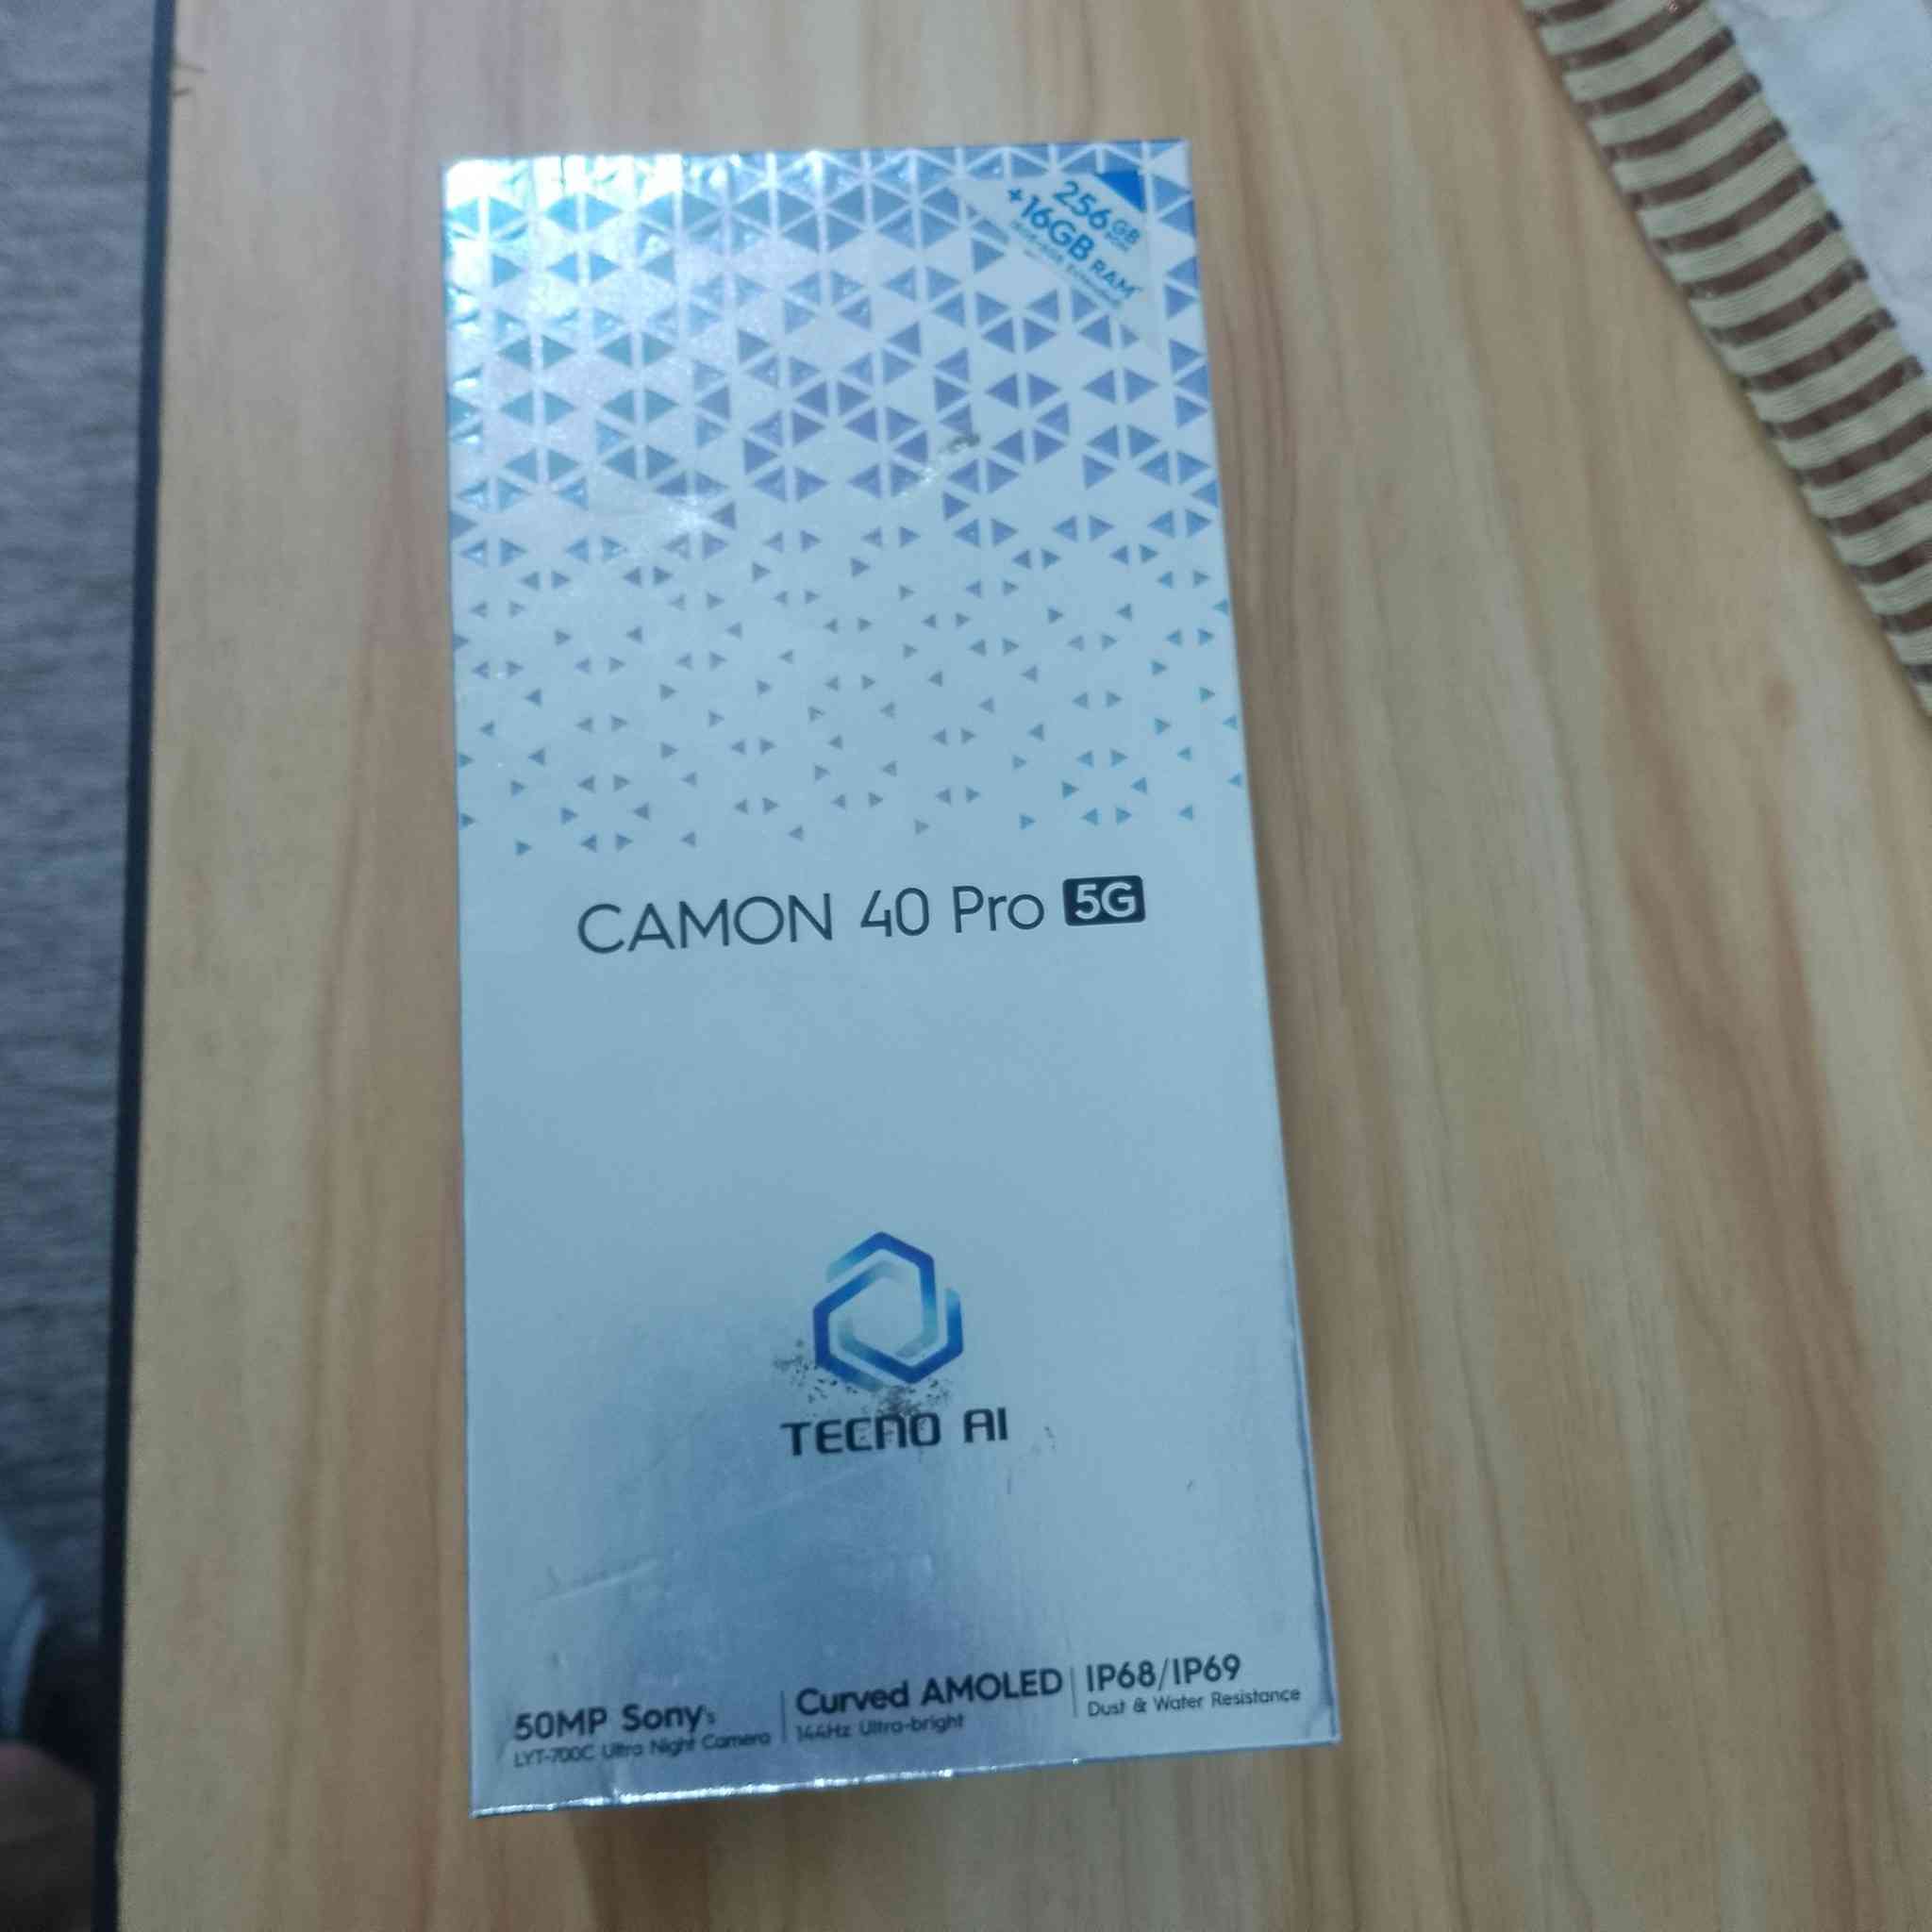 256GB
+16GB RAM
CAMON 40 Pro 5G
TECNO AI
50MP Sony's
LYT-700C Ultra Night Camera
Curved AMOLED
144Hz Ultra-bright
IP68/IP69
Dust & Water Resistance